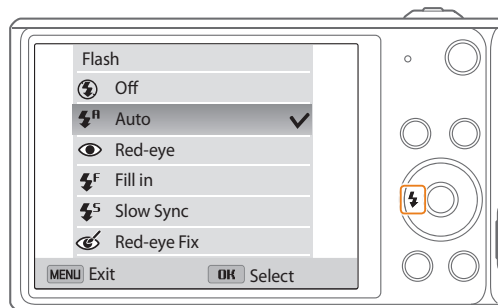 Flash
Off
Auto
Red-eye
Fill in
Slow Sync
Red-eye Fix
MENU Exit OK Select